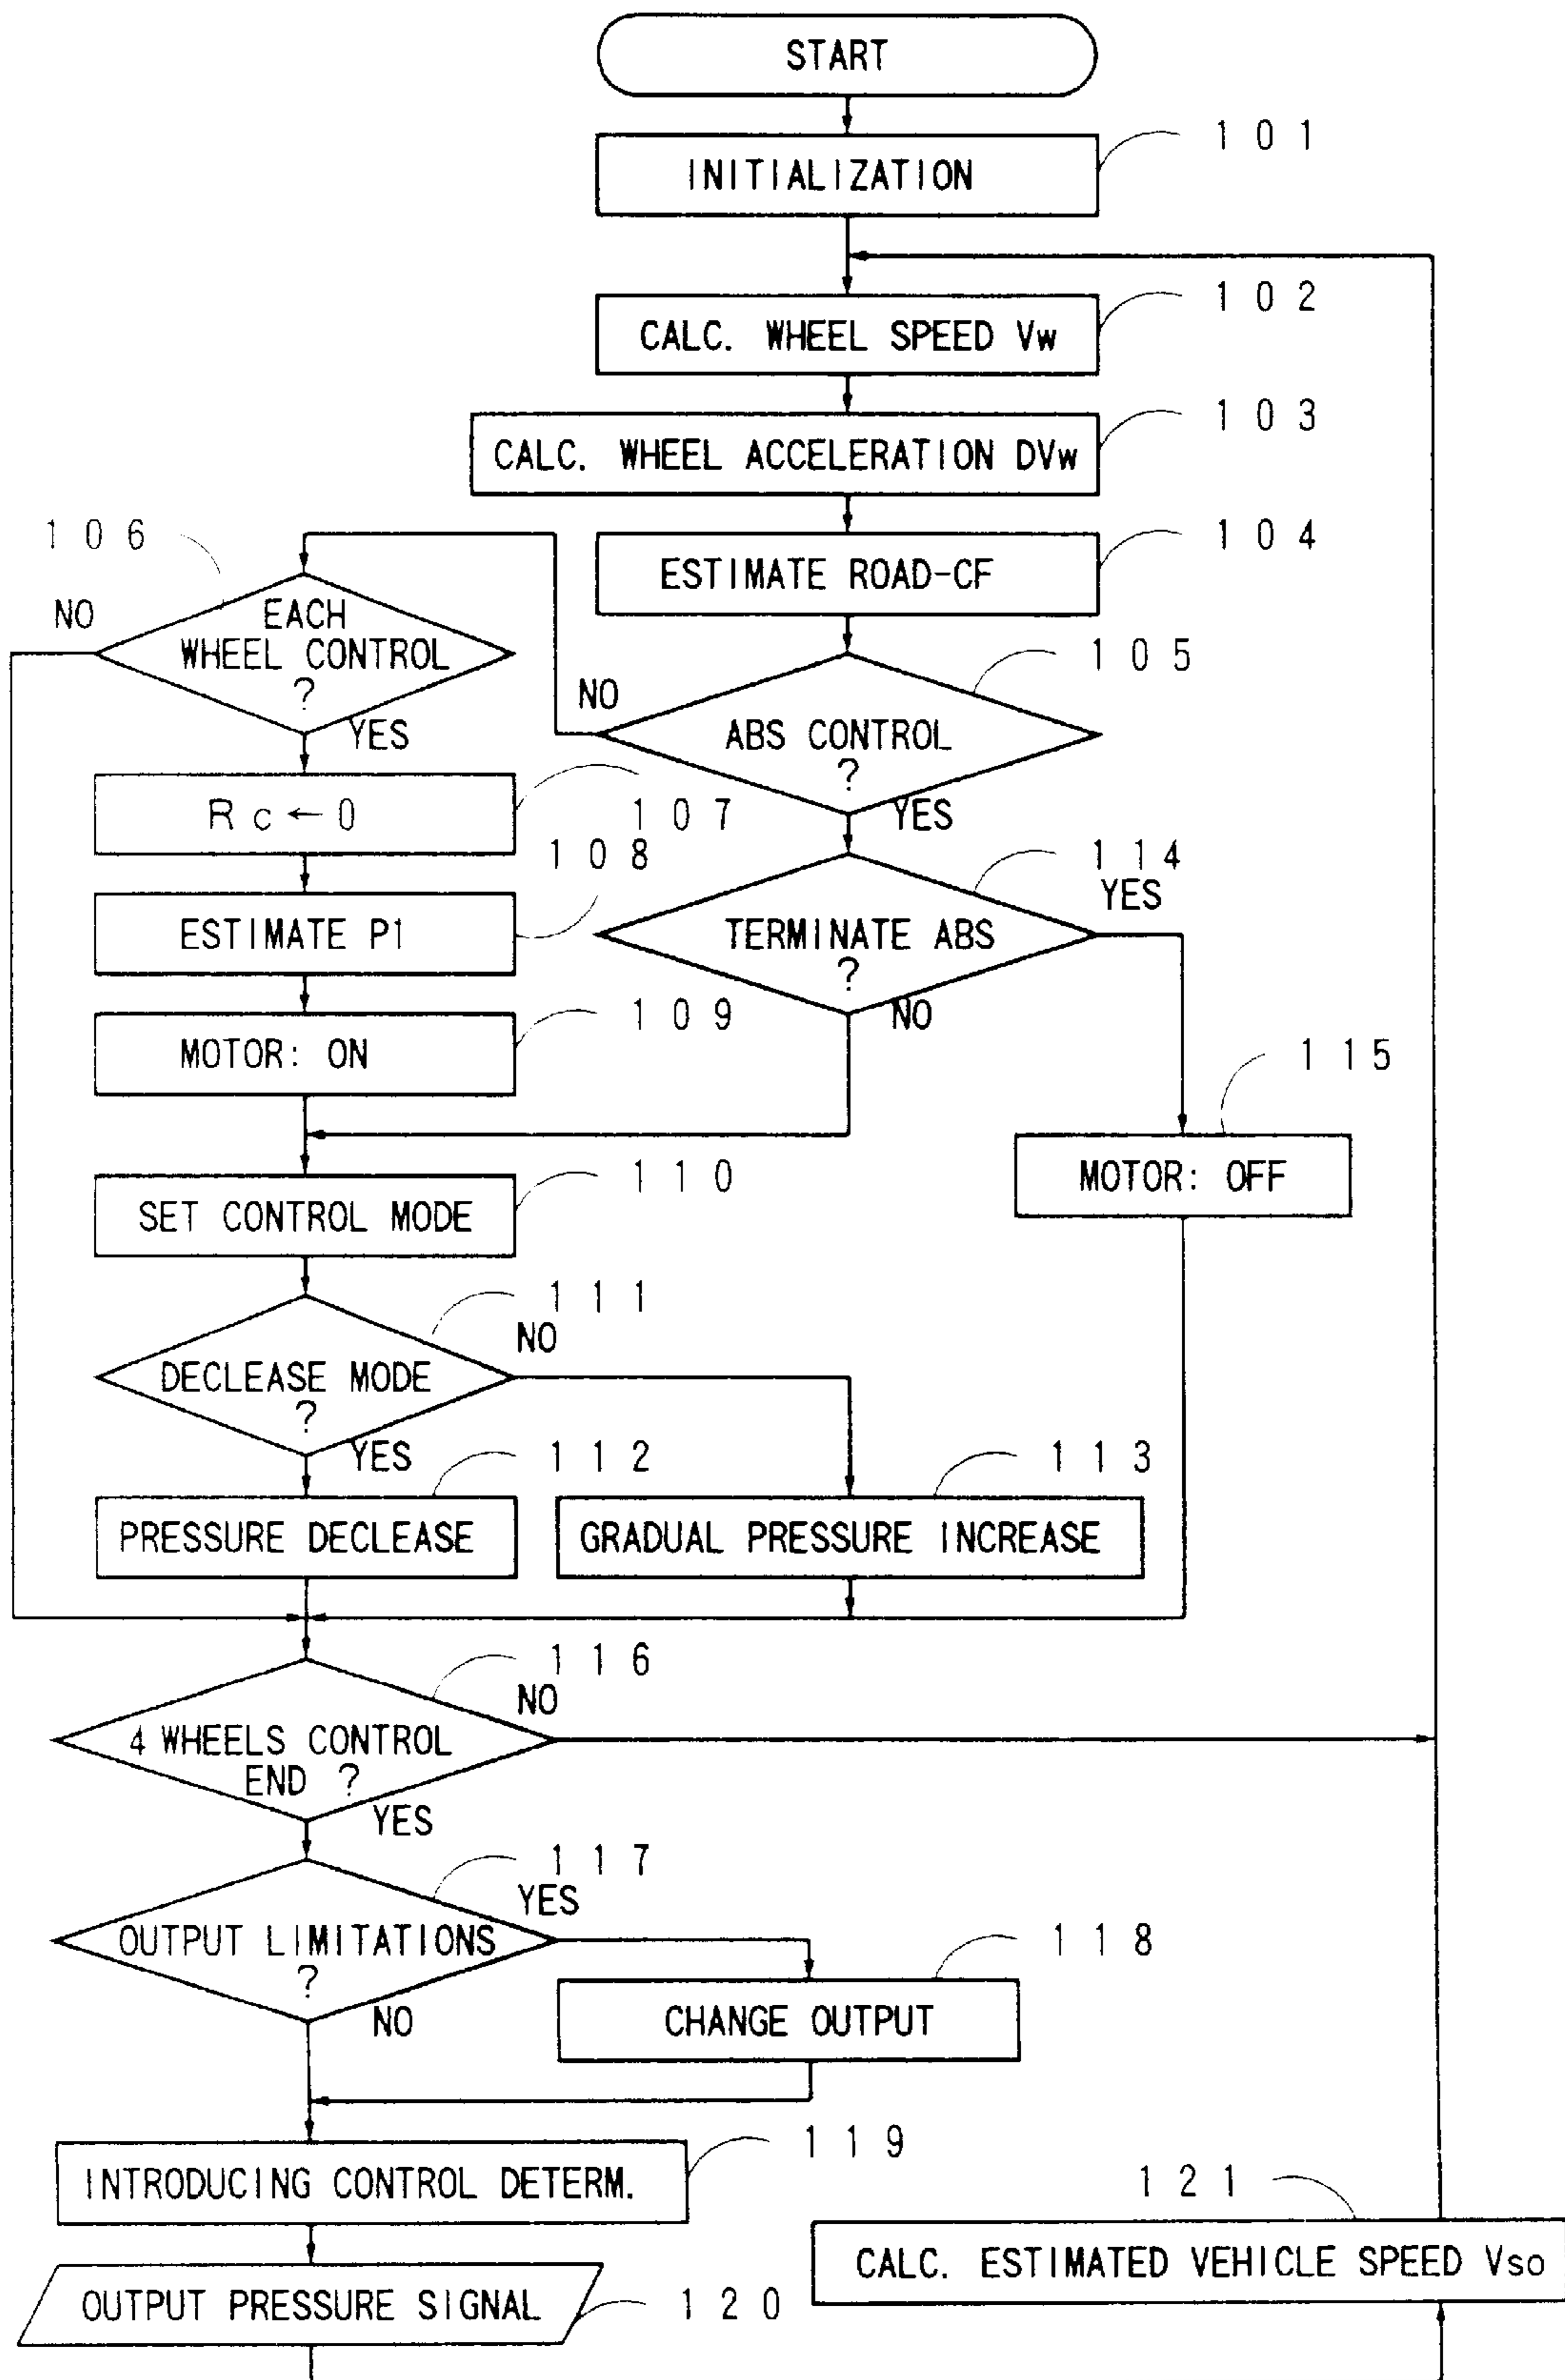 START
101
INITIALIZATION
102
CALC. WHEEL SPEED Vw
103
CALC. WHEEL ACCELERATION DVw
104
ESTIMATE ROAD-CF
106
NO
EACH
WHEEL CONTROL
?
YES
105
NO
ABS CONTROL
?
YES
107
Rc←0
108
ESTIMATE P1
114
YES
TERMINATE ABS
?
NO
109
MOTOR: ON
115
MOTOR: OFF
110
SET CONTROL MODE
111
NO
DECLEASE MODE
?
YES
112
PRESSURE DECLEASE
113
GRADUAL PRESSURE INCREASE
116
NO
4 WHEELS CONTROL
END ?
YES
117
YES
OUTPUT LIMITATIONS
?
NO
118
CHANGE OUTPUT
119
INTRODUCING CONTROL DETERM.
120
OUTPUT PRESSURE SIGNAL
121
CALC. ESTIMATED VEHICLE SPEED Vso